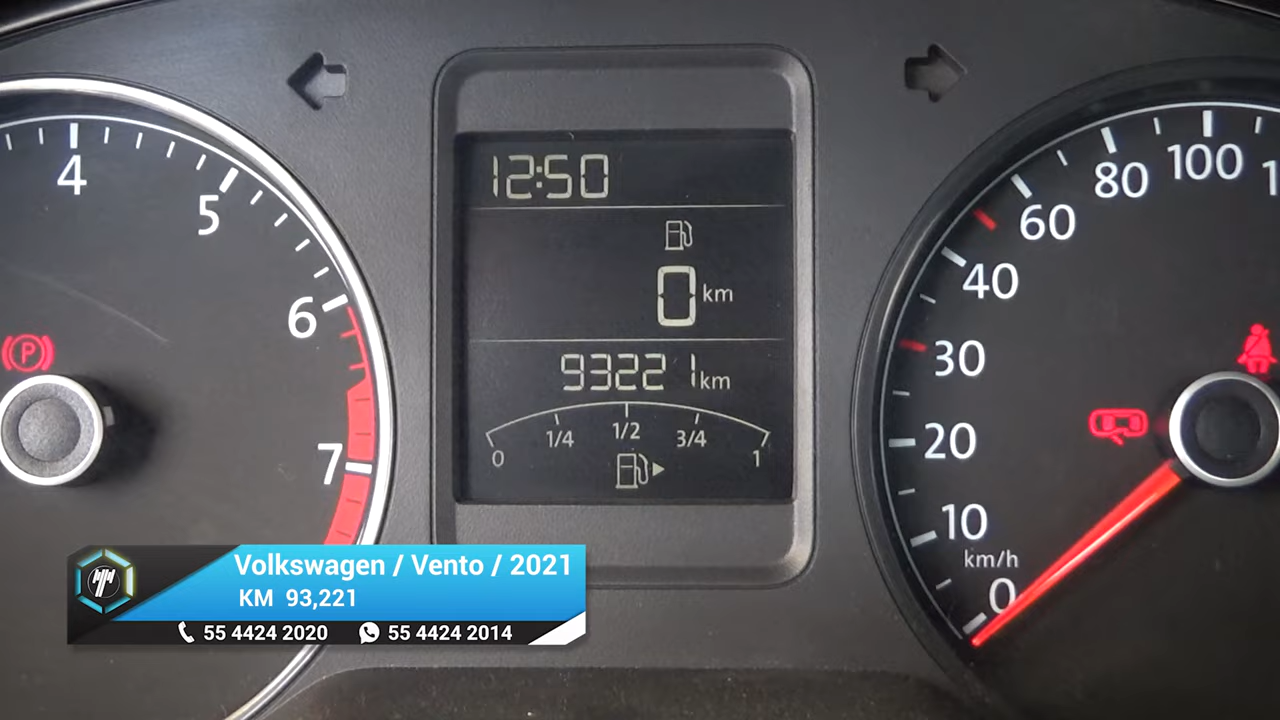 4
5
6
7
P
12:50
0 km
93221 km
0 1/4 1/2 3/4 1
100
80
60
40
30
20
10
km/h
0
Volkswagen / Vento / 2021
KM 93,221
55 4424 2020 55 4424 2014